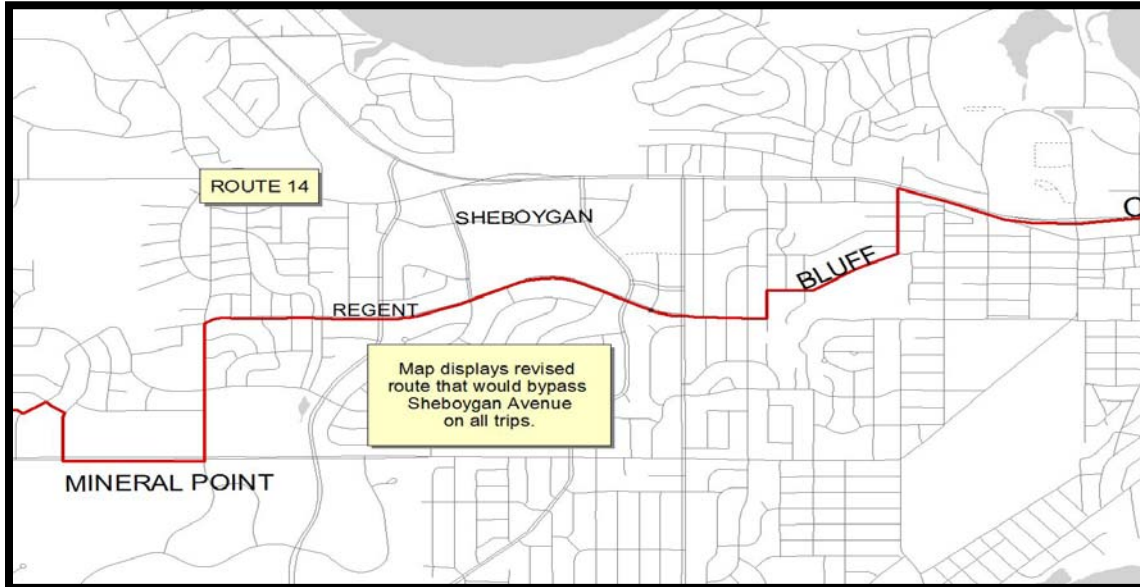 ROUTE 14
SHEBOYGAN
BLUFF
REGENT
Map displays revised
route that would bypass
Sheboygan Avenue
on all trips.
MINERAL POINT